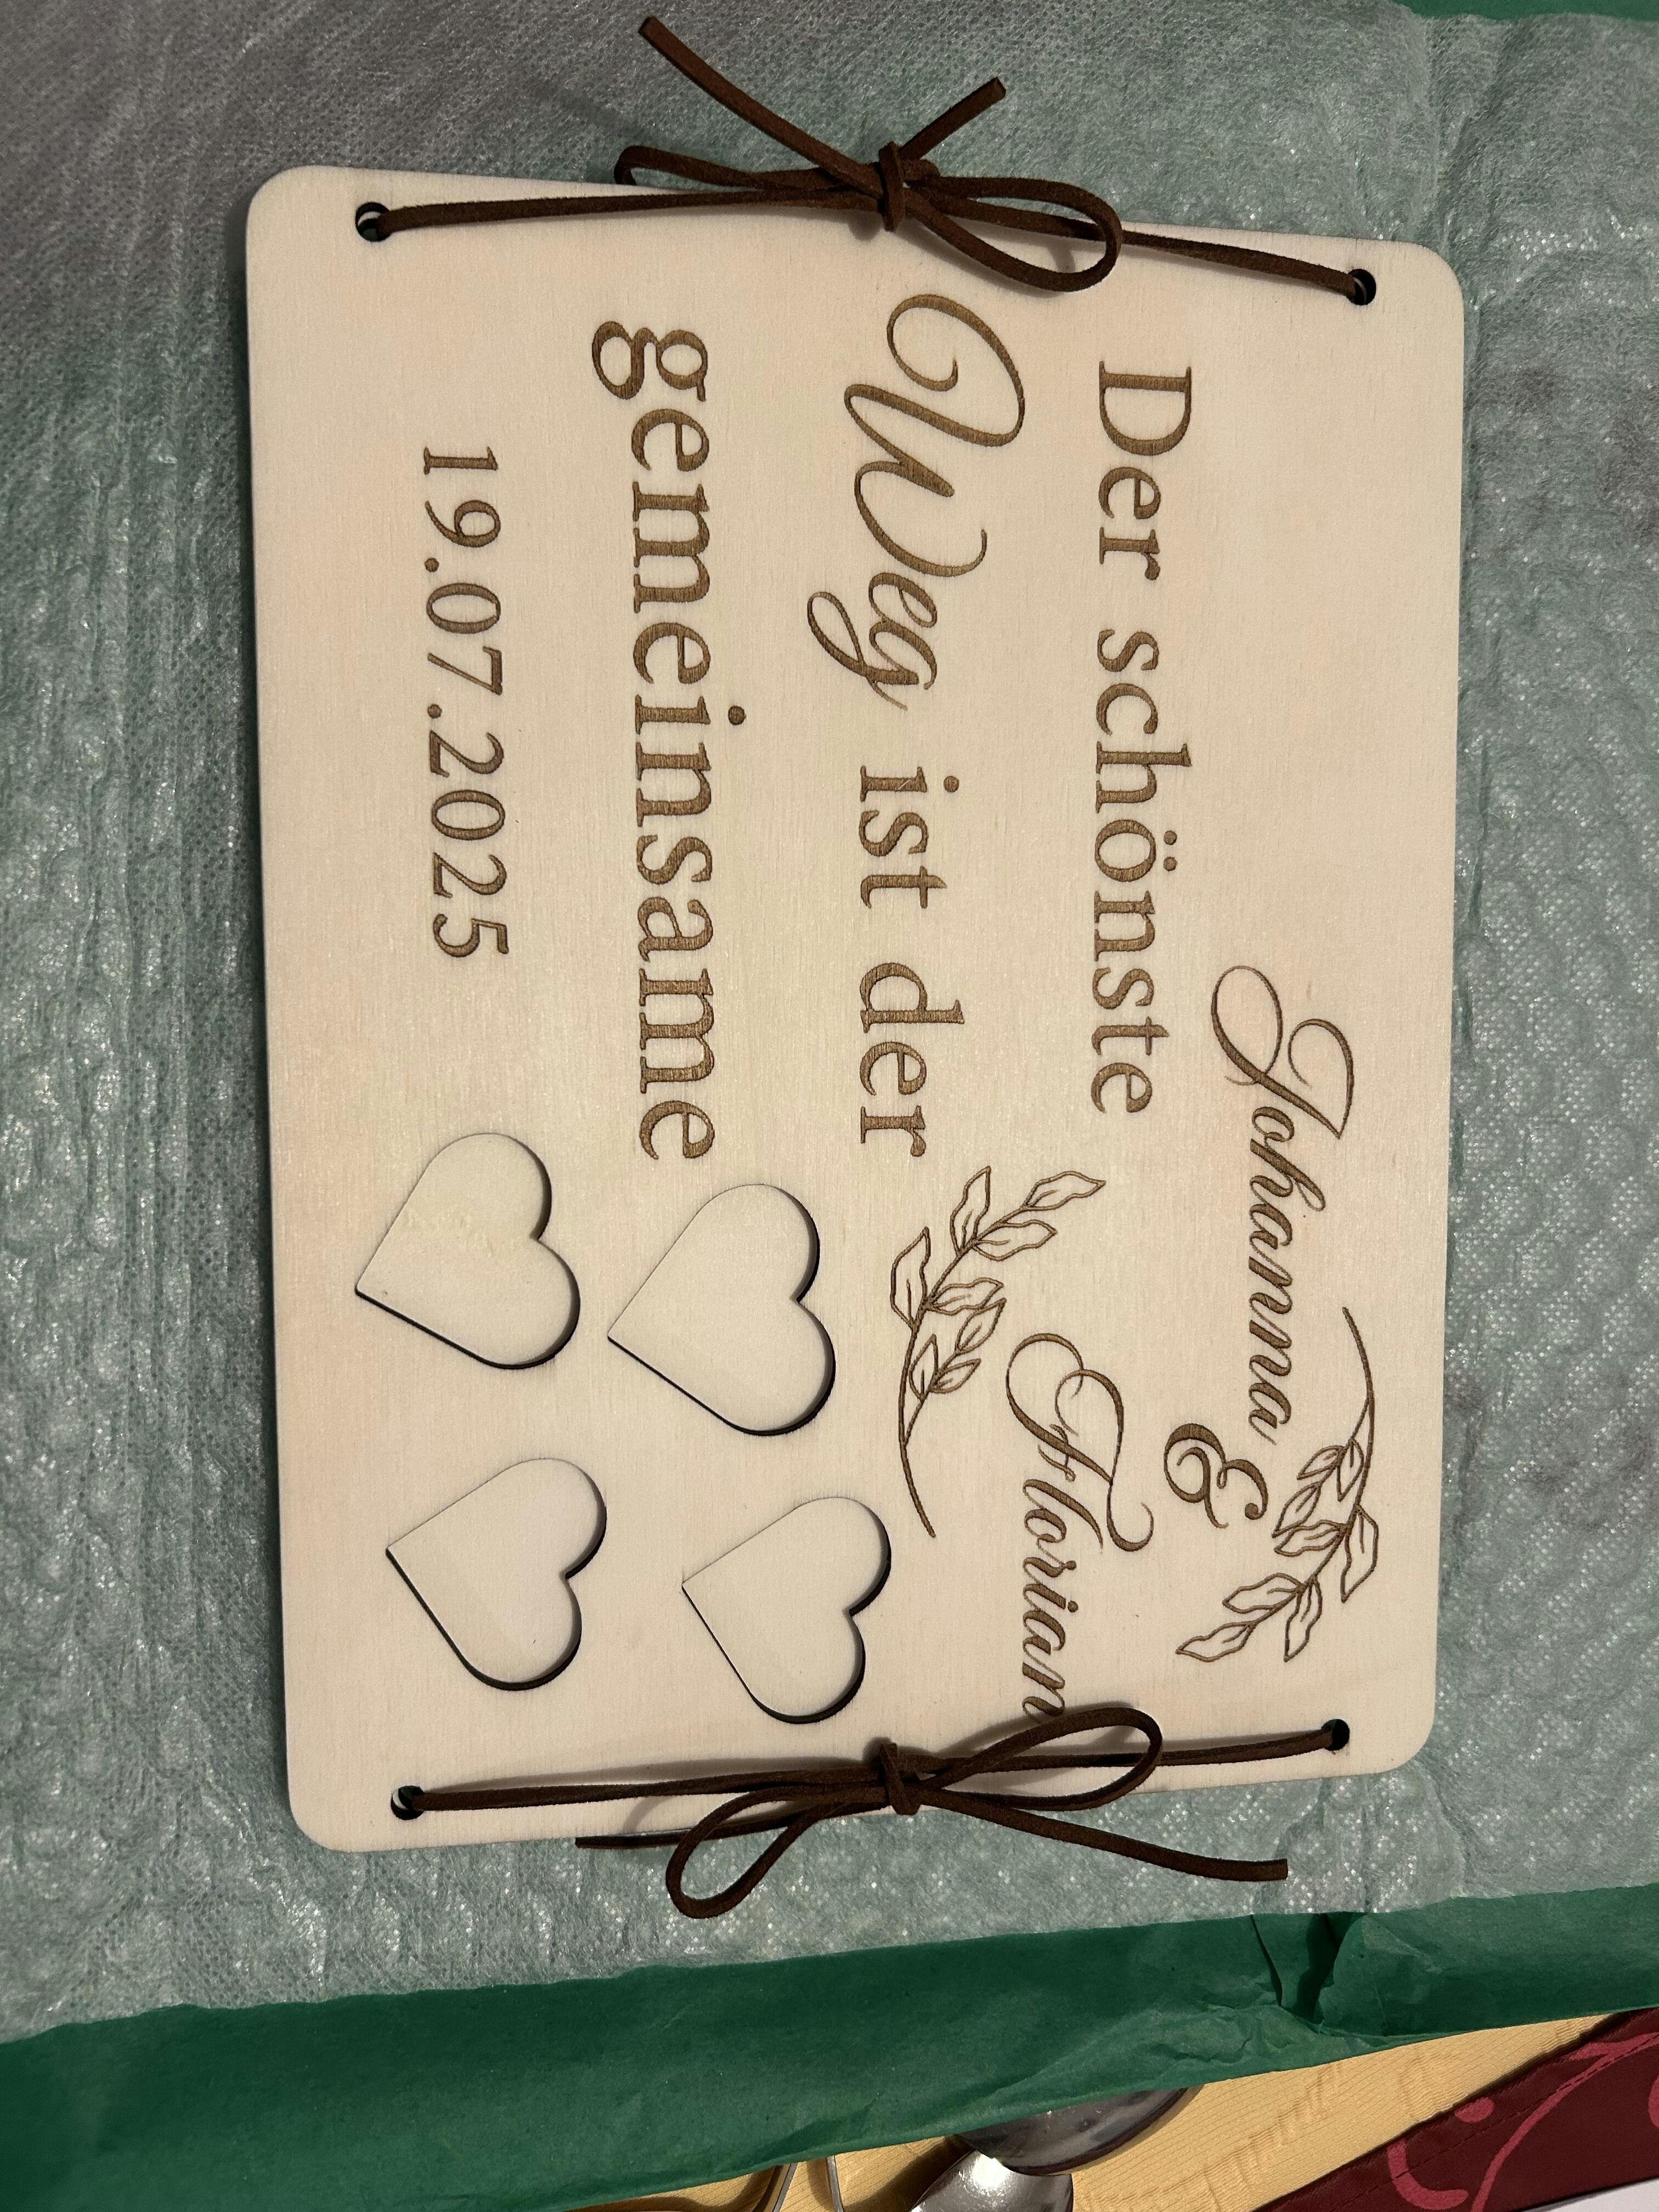 Johanna
&
Florian
Der schönste
Weg ist der
gemeinsame
19.07.2025